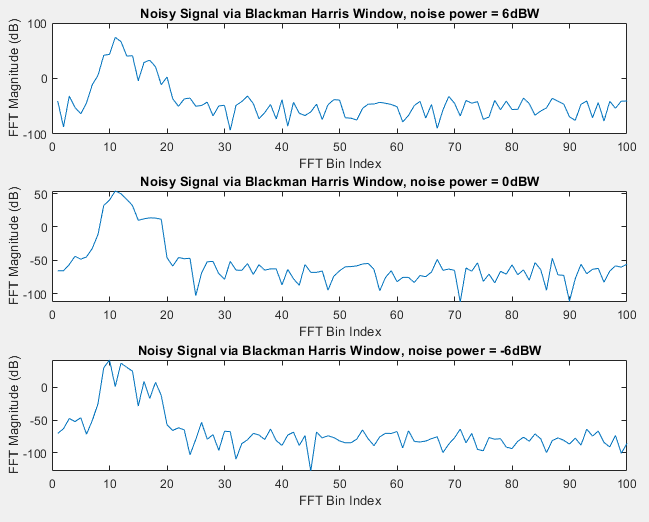 Noisy Signal via Blackman Harris Window, noise power = 6dBW
FFT Magnitude (dB)
100
0
-100
0 10 20 30 40 50 60 70 80 90 100
FFT Bin Index
Noisy Signal via Blackman Harris Window, noise power = 0dBW
FFT Magnitude (dB)
50
0
-50
-100
0 10 20 30 40 50 60 70 80 90 100
FFT Bin Index
Noisy Signal via Blackman Harris Window, noise power = -6dBW
FFT Magnitude (dB)
0
-50
-100
0 10 20 30 40 50 60 70 80 90 100
FFT Bin Index